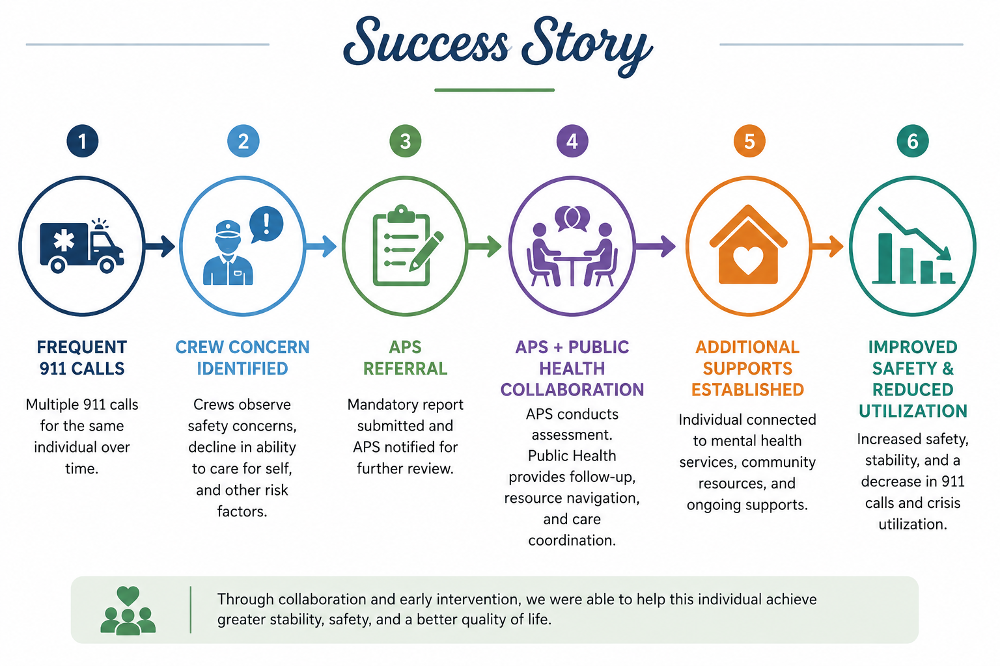 Success Story
1
2
3
4
5
6
!
FREQUENT
911 CALLS
Multiple 911 calls
for the same
individual over
time.
CREW CONCERN
IDENTIFIED
Crews observe
safety concerns,
decline in ability
to care for self,
and other risk
factors.
APS
REFERRAL
Mandatory report
submitted and
APS notified for
further review.
APS + PUBLIC
HEALTH
COLLABORATION
APS conducts
assessment.
Public Health
provides follow-up,
resource navigation,
and care
coordination.
ADDITIONAL
SUPPORTS
ESTABLISHED
Individual connected
to mental health
services, community
resources, and
ongoing supports.
IMPROVED
SAFETY &
REDUCED
UTILIZATION
Increased safety,
stability, and a
decrease in 911
calls and crisis
utilization.
Through collaboration and early intervention, we were able to help this individual achieve
greater stability, safety, and a better quality of life.